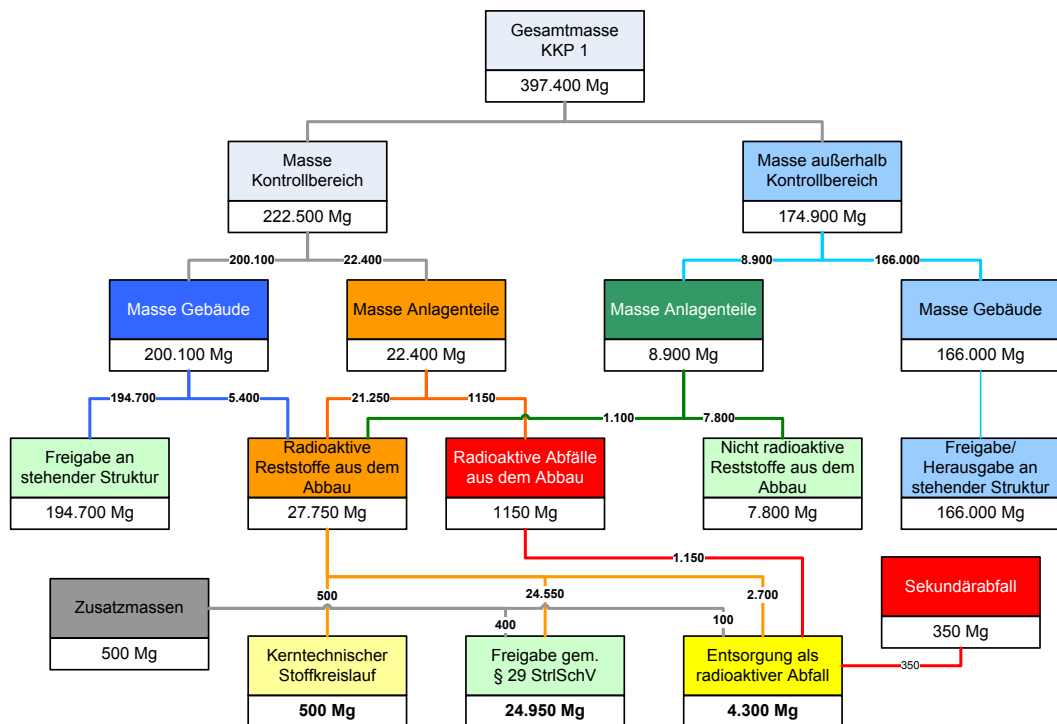 Gesamtmasse
KKP 1
397.400 Mg
Masse
Kontrollbereich
222.500 Mg
Masse außerhalb
Kontrollbereich
174.900 Mg
200.100
22.400
8.900
166.000
Masse Gebäude
200.100 Mg
Masse Anlagenteile
22.400 Mg
Masse Anlagenteile
8.900 Mg
Masse Gebäude
166.000 Mg
194.700
5.400
21.250
1150
1.100
7.800
Freigabe an
stehender Struktur
194.700 Mg
Radioaktive
Reststoffe aus dem
Abbau
27.750 Mg
Radioaktive Abfälle
aus dem Abbau
1150 Mg
Nicht radioaktive
Reststoffe aus dem
Abbau
7.800 Mg
Freigabe/
Herausgabe an
stehender Struktur
166.000 Mg
1.150
Zusatzmassen
500 Mg
500
24.550
2.700
400
100
Sekundärabfall
350 Mg
Kerntechnischer
Stoffkreislauf
500 Mg
Freigabe gem.
§ 29 StrlSchV
24.950 Mg
Entsorgung als
radioaktiver Abfall
4.300 Mg
350